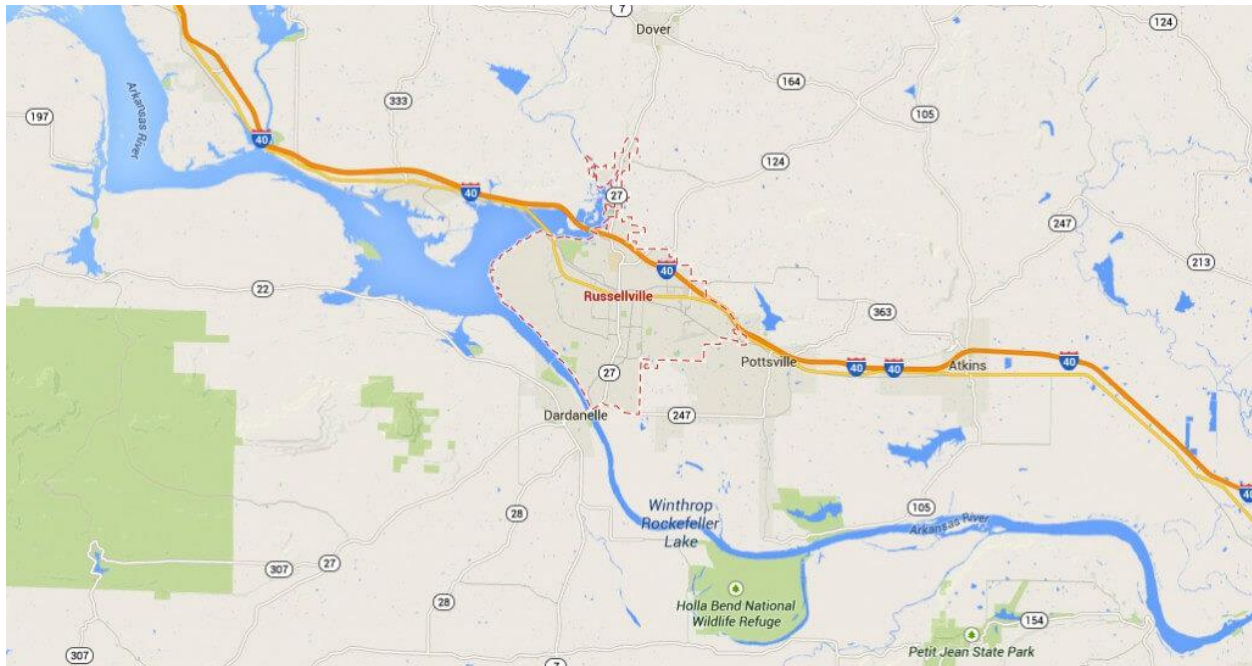 7
Dover
124
164
333
105
197
Arkansas River
40
40
124
27
247
213
40
22
Russellville
363
Pottsville
40
40
Atkins
40
27
Dardanelle
247
40
Winthrop
Rockefeller
Lake
28
105
Arkansas River
307
27
Holla Bend National
Wildlife Refuge
28
154
Petit Jean State Park
307
7